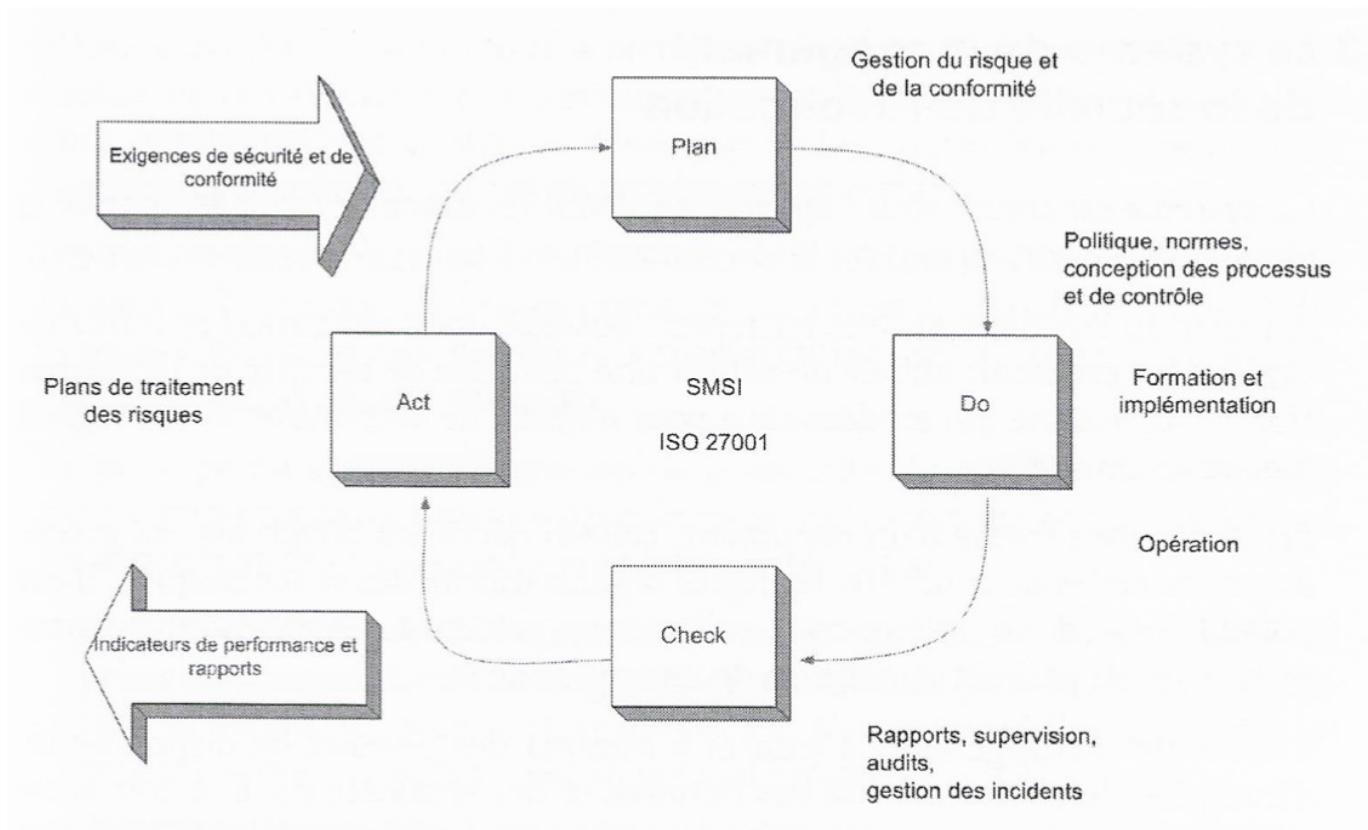 Gestion du risque et
de la conformité
Plan
Exigences de sécurité et de
conformité
Politique, normes,
conception des processus
et de contrôle
Plans de traitement
des risques
Act
SMSI
ISO 27001
Do
Formation et
implémentation
Opération
Check
Indicateurs de performance et
rapports
Rapports, supervision,
audits,
gestion des incidents